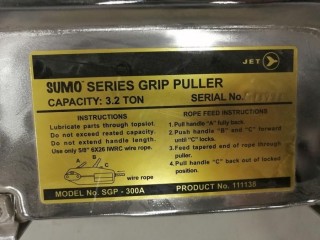 JET
SUMO SERIES GRIP PULLER
CAPACITY: 3.2 TON
SERIAL No.
INSTRUCTIONS
Lubricate parts through topslot.
Do not exceed reated capacity.
Do not extend handle length.
Use only 5/8" 6X26 IWRC wire rope.
A
B
C
wire rope
ROPE FEED INSTRUCTIONS
1.Pull handle "A" fully back.
2.Push handle "B" and "C" forward
until "C" locks.
3.Feed tapered end of rope through
puller.
4.Pull handle "C" back out of locked
position.
MODEL No. SGP - 300A
PRODUCT No. 111138